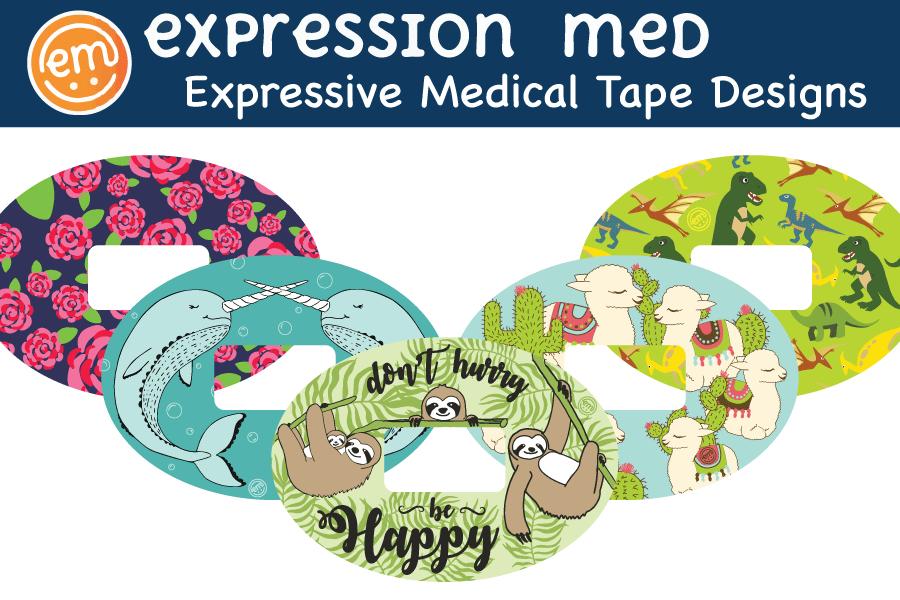 em
expression med
Expressive Medical Tape Designs
don't hurry
be
Happy